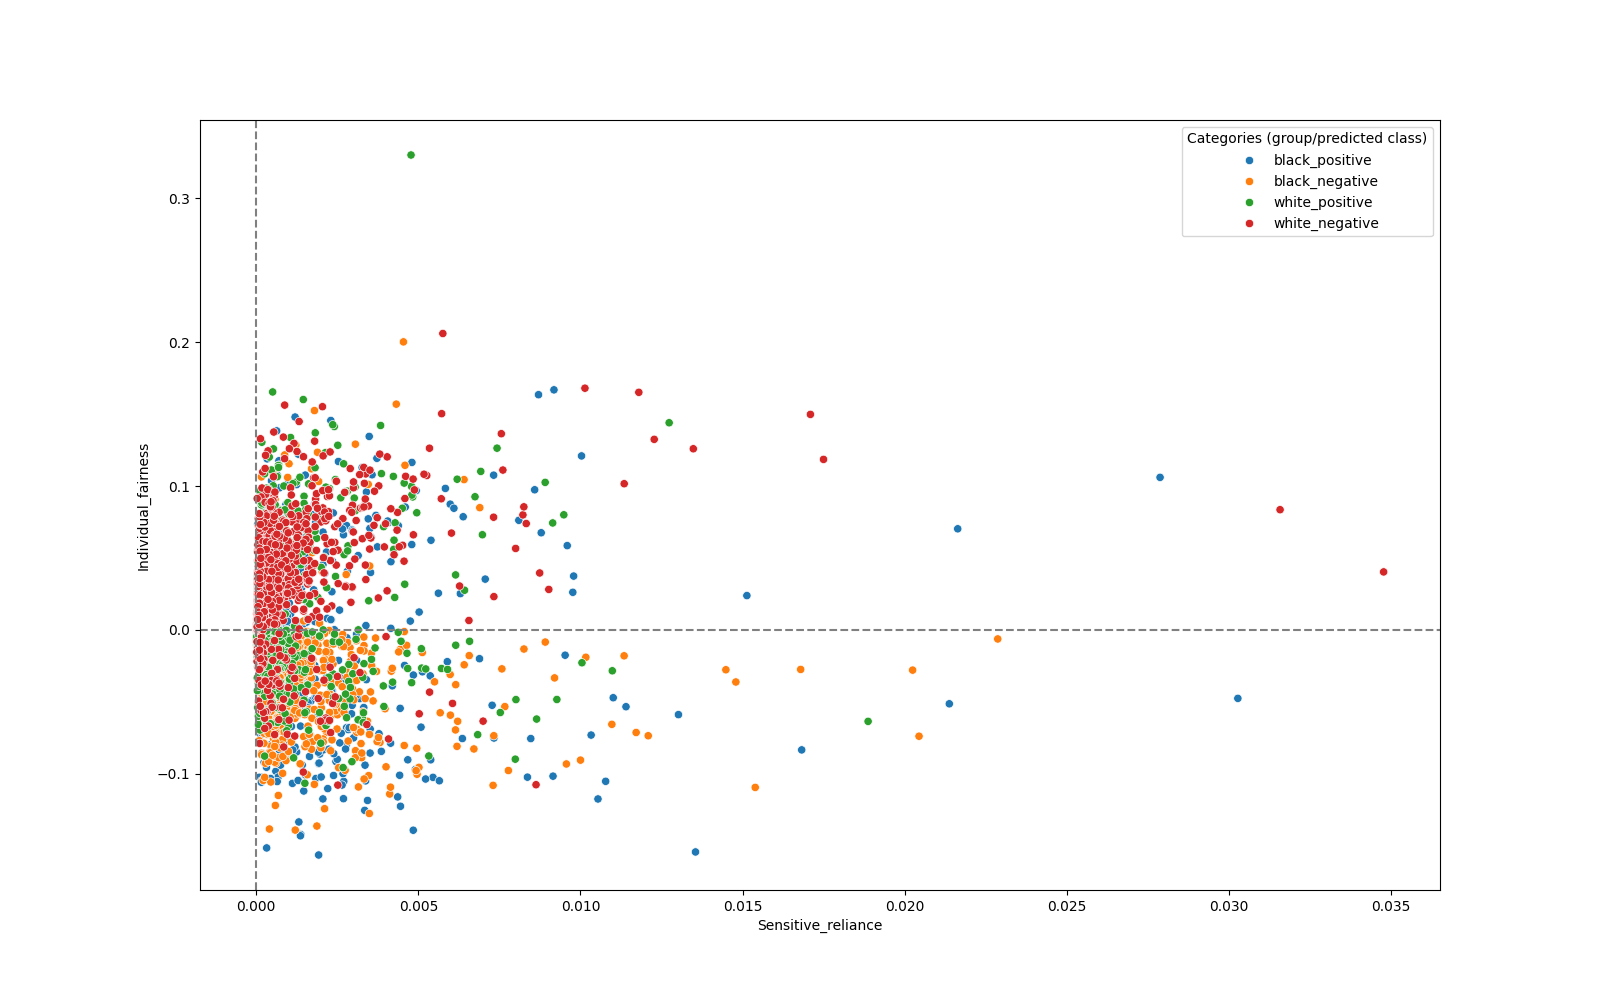 Categories (group/predicted class)
black_positive
black_negative
white_positive
white_negative
0.3
0.2
0.1
0.0
−0.1
Individual_fairness
0.000
0.005
0.010
0.015
0.020
0.025
0.030
0.035
Sensitive_reliance